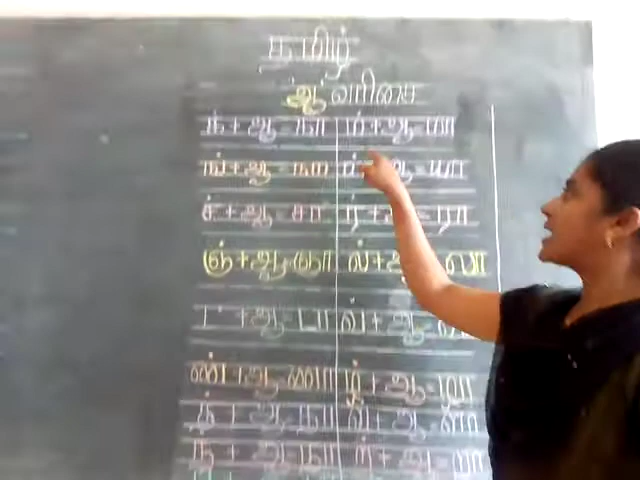 தமிழ்
ஆ வரிசை
க் + ஆ = கா ம் + ஆ = மா
ங் + ஆ = ஙா ய் + ஆ = யா
ச் + ஆ = சா ர் + ஆ = ரா
ஞ் + ஆ = ஞா ல் + ஆ = லா
ட் + ஆ = டா வ் + ஆ =
ண் + ஆ = ணா ழ் + ஆ = ழா
த் + ஆ = தா ள் + ஆ = ளா
ந் + ஆ = நா ற் + ஆ = றா